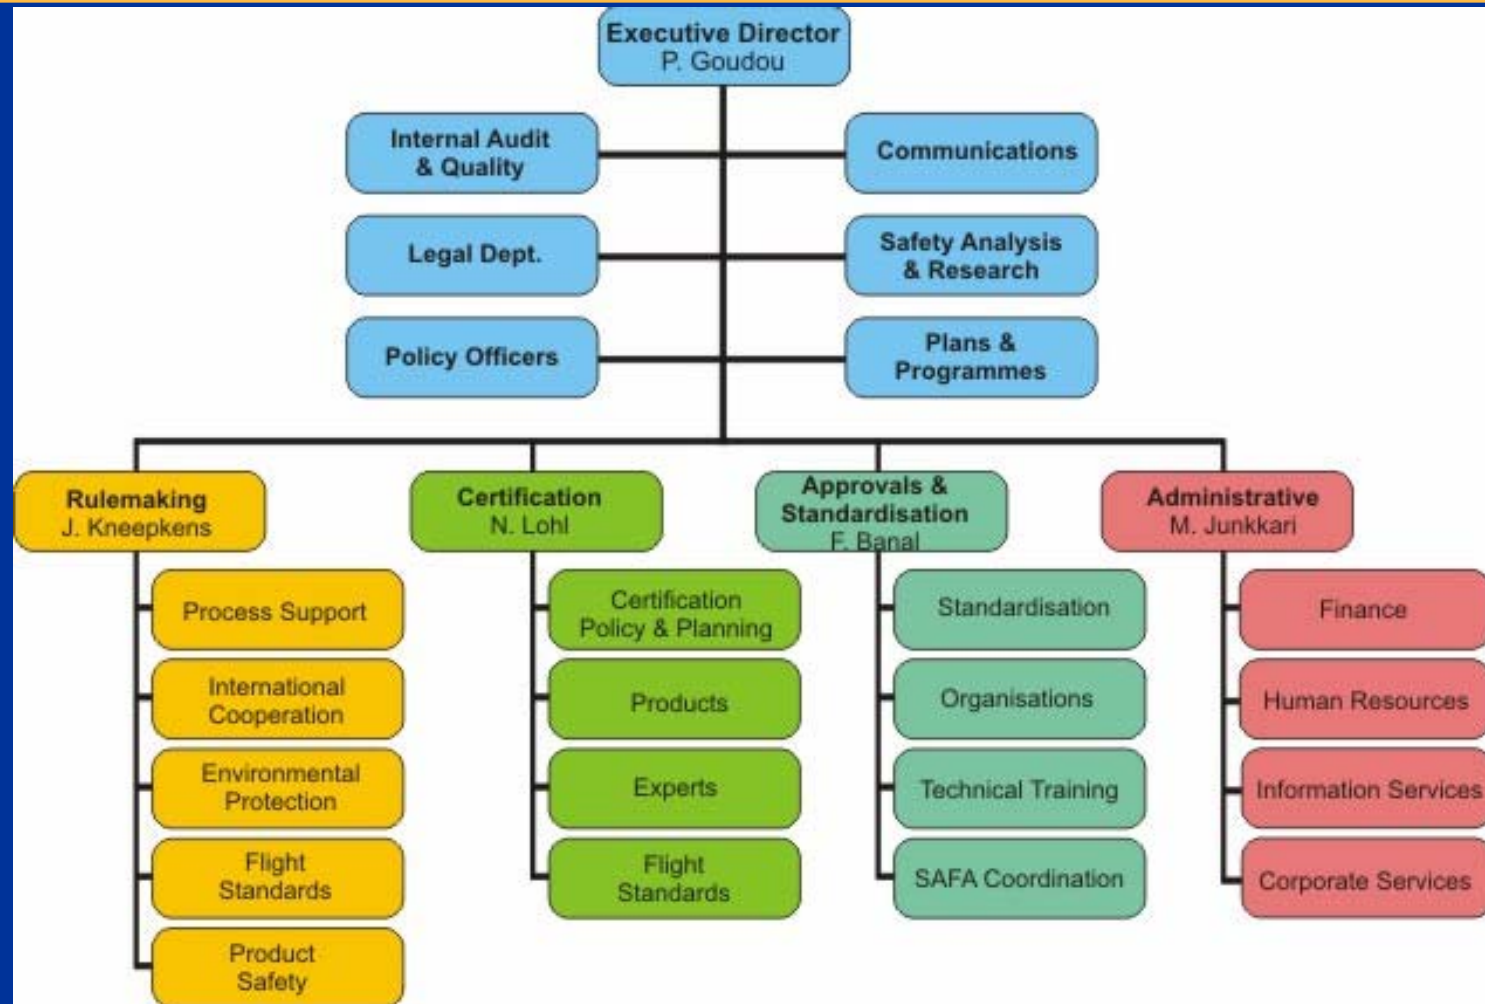 Executive Director
P. Goudou
Internal Audit
& Quality
Communications
Legal Dept.
Safety Analysis
& Research
Policy Officers
Plans &
Programmes
Rulemaking
J. Kneepkens
Certification
N. Lohl
Approvals &
Standardisation
F. Banal
Administrative
M. Junkkari
Process Support
International
Cooperation
Environmental
Protection
Flight
Standards
Product
Safety
Certification
Policy & Planning
Products
Experts
Flight
Standards
Standardisation
Organisations
Technical Training
SAFA Coordination
Finance
Human Resources
Information Services
Corporate Services